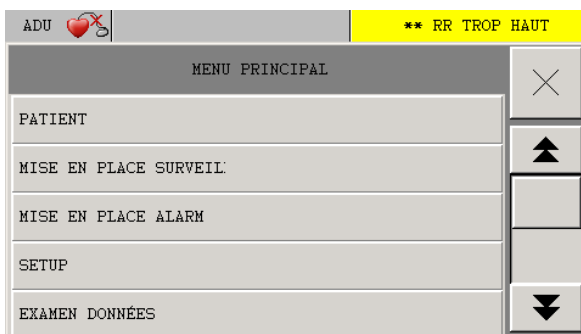 ADU ** RR TROP HAUT
MENU PRINCIPAL
PATIENT
MISE EN PLACE SURVEIL
MISE EN PLACE ALARM
SETUP
EXAMEN DONNÉES